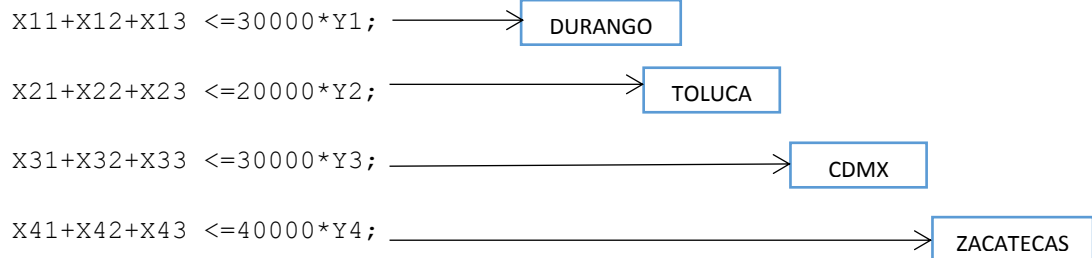 X11+X12+X13 <=30000*Y1; DURANGO
X21+X22+X23 <=20000*Y2; TOLUCA
X31+X32+X33 <=30000*Y3; CDMX
X41+X42+X43 <=40000*Y4; ZACATECAS